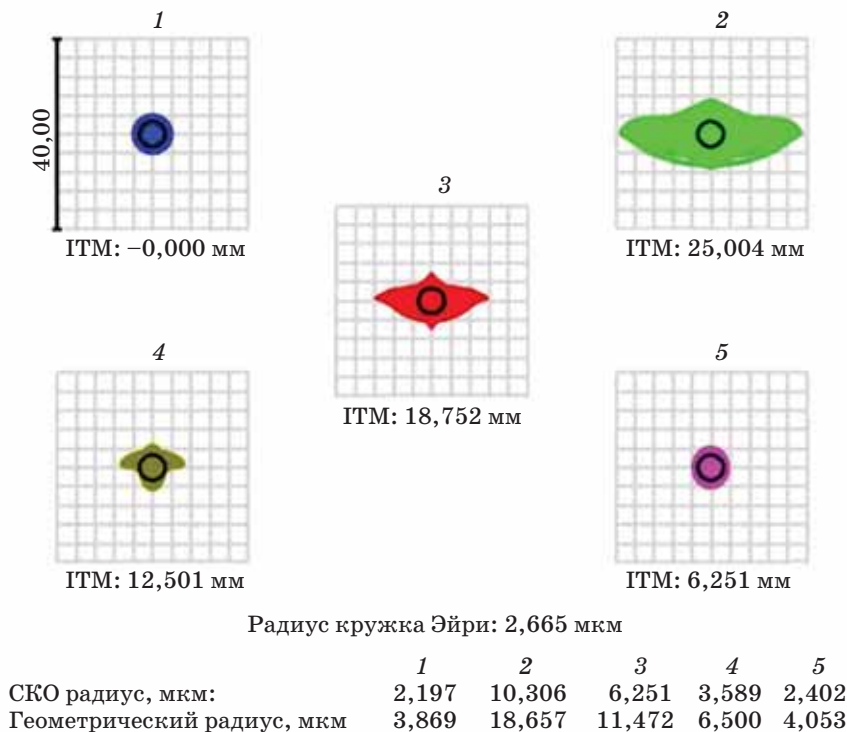 1
2
40,00
ITM: –0,000 мм
ITM: 25,004 мм
3
ITM: 18,752 мм
4
5
ITM: 12,501 мм
ITM: 6,251 мм
Радиус кружка Эйри: 2,665 мкм
1 2 3 4 5
СКО радиус, мкм: 2,197 10,306 6,251 3,589 2,402
Геометрический радиус, мкм 3,869 18,657 11,472 6,500 4,053